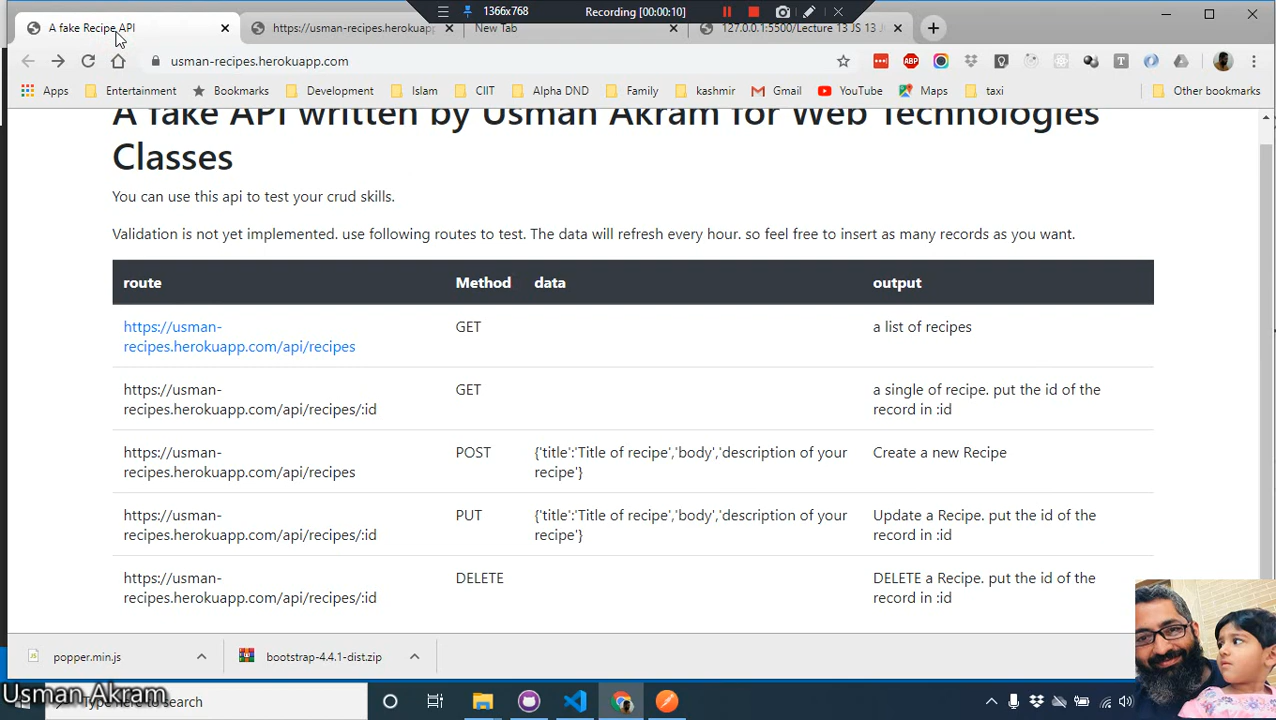 1366x768
Recording [00:00:10]
A fake Recipe API
https://usman-recipes.herokuapp
New Tab
127.0.0.1:5500/Lecture 13 JS 13 J
usman-recipes.herokuapp.com
Apps
Entertainment
Bookmarks
Development
Islam
CIIT
Alpha DND
Family
kashmir
Gmail
YouTube
Maps
taxi
Other bookmarks
A fake API written by Usman Akram for Web Technologies
Classes
You can use this api to test your crud skills.
Validation is not yet implemented. use following routes to test. The data will refresh every hour. so feel free to insert as many records as you want.
route Method data output
https://usman-
recipes.herokuapp.com/api/recipes
GET
a list of recipes
https://usman-
recipes.herokuapp.com/api/recipes/:id
GET
a single of recipe. put the id of the
record in :id
https://usman-
recipes.herokuapp.com/api/recipes
POST
{'title':'Title of recipe','body','description of your
recipe'}
Create a new Recipe
https://usman-
recipes.herokuapp.com/api/recipes/:id
PUT
{'title':'Title of recipe','body','description of your
recipe'}
Update a Recipe. put the id of the
record in :id
https://usman-
recipes.herokuapp.com/api/recipes/:id
DELETE
DELETE a Recipe. put the id of the
record in :id
popper.min.js
bootstrap-4.4.1-dist.zip
Usman Akram
Type here to search